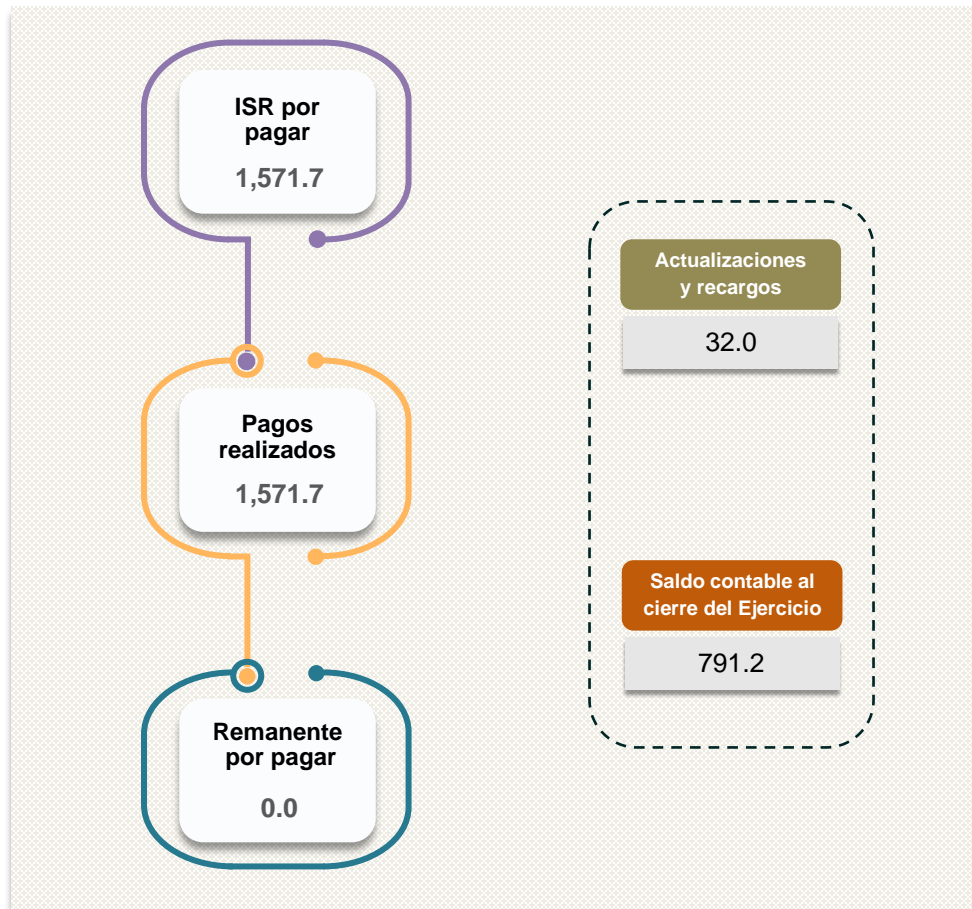 ISR por
pagar
1,571.7
Pagos
realizados
1,571.7
Remanente
por pagar
0.0
Actualizaciones
y recargos
32.0
Saldo contable al
cierre del Ejercicio
791.2